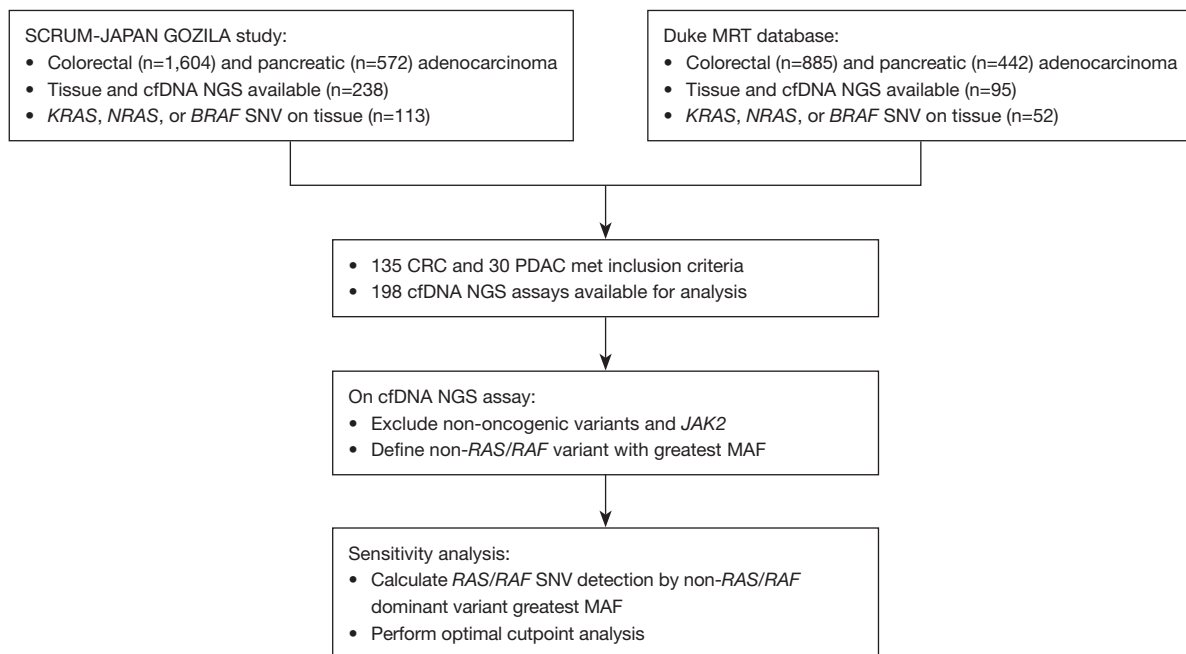 SCRUM-JAPAN GOZILA study:
• Colorectal (n=1,604) and pancreatic (n=572) adenocarcinoma
• Tissue and cfDNA NGS available (n=238)
• KRAS, NRAS, or BRAF SNV on tissue (n=113)
Duke MRT database:
• Colorectal (n=885) and pancreatic (n=442) adenocarcinoma
• Tissue and cfDNA NGS available (n=95)
• KRAS, NRAS, or BRAF SNV on tissue (n=52)
• 135 CRC and 30 PDAC met inclusion criteria
• 198 cfDNA NGS assays available for analysis
On cfDNA NGS assay:
• Exclude non-oncogenic variants and JAK2
• Define non-RAS/RAF variant with greatest MAF
Sensitivity analysis:
• Calculate RAS/RAF SNV detection by non-RAS/RAF
dominant variant greatest MAF
• Perform optimal cutpoint analysis